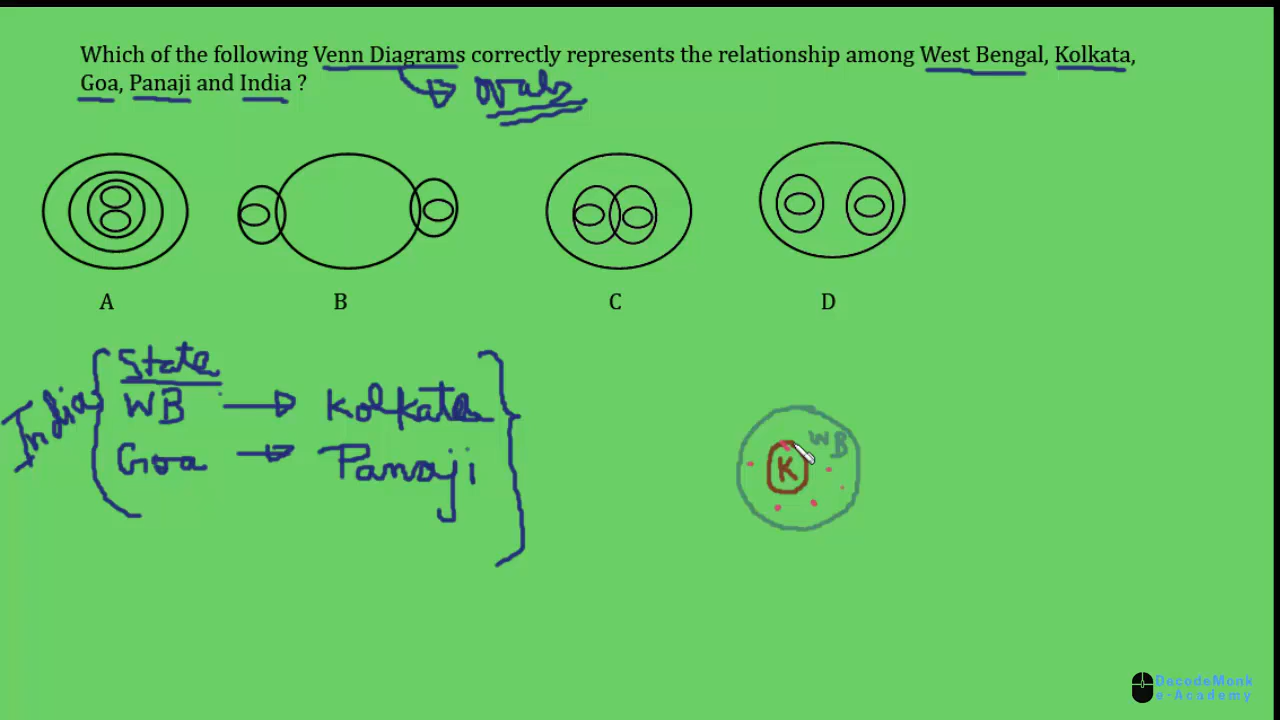 Which of the following Venn Diagrams correctly represents the relationship among West Bengal, Kolkata,
Goa, Panaji and India ?
ovals
A B C D
State
WB → Kolkata
India
Goa → Panaji
WB
K
DecodeMonk
e-Academy